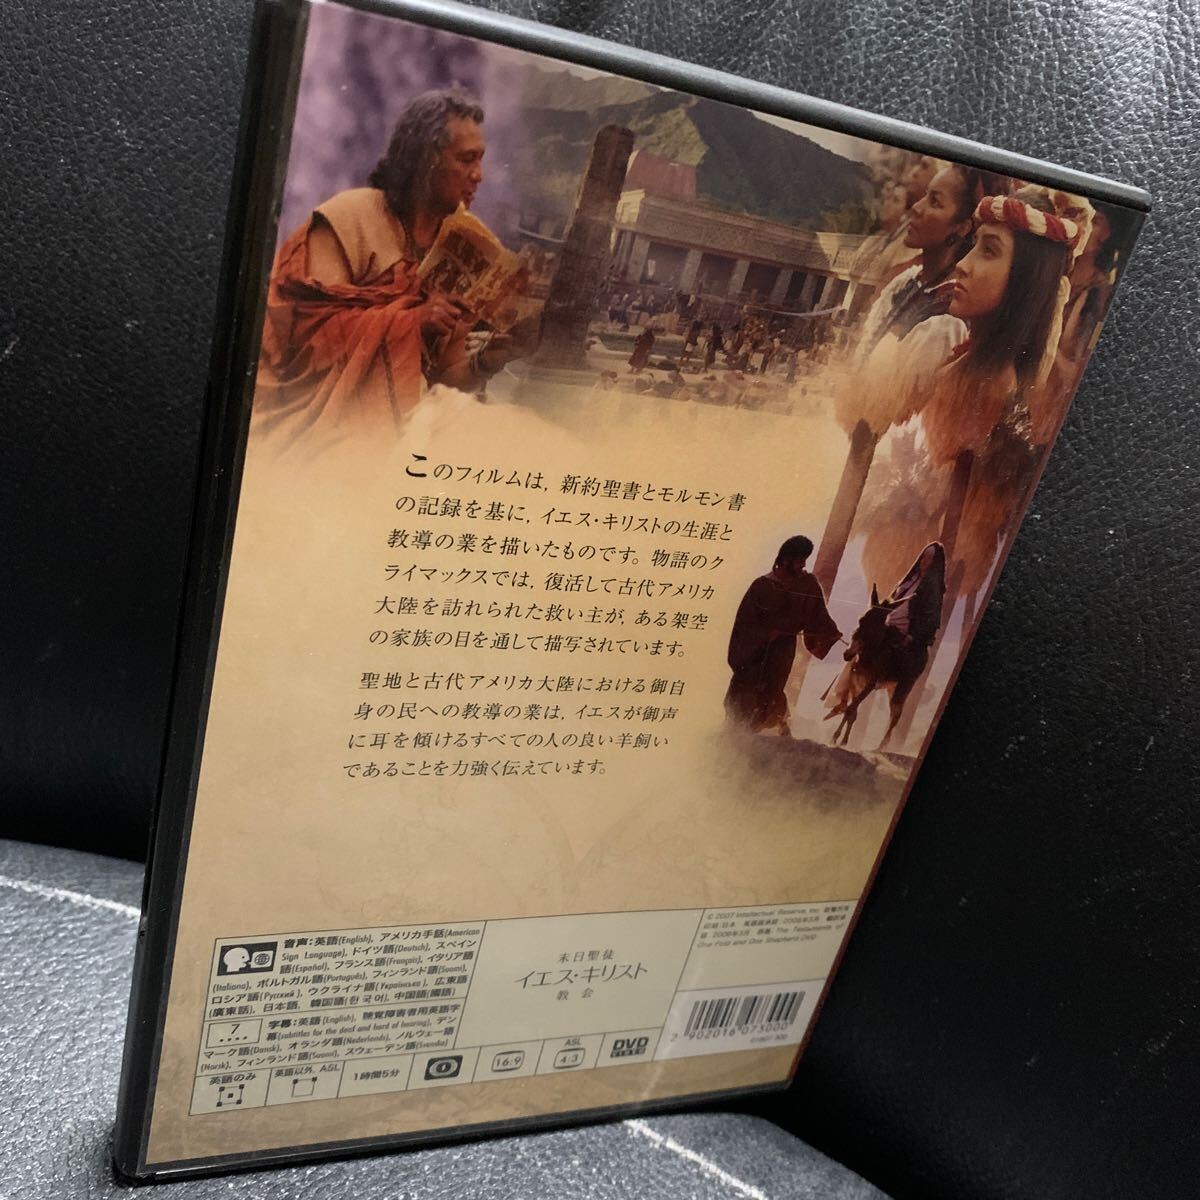 このフィルムは，新約聖書とモルモン書
の記録を基に，イエス・キリストの生涯と
教導の業を描いたものです。物語のク
ライマックスでは，復活して古代アメリカ
大陸を訪れられた救い主が，ある架空
の家族の目を通して描写されています。
聖地と古代アメリカ大陸における御自
身の民への教導の業は，イエスが御声
に耳を傾けるすべての人の良い羊飼い
であることを力強く伝えています。
音声：英語(English)，アメリカ手話(American
Sign Language)，ドイツ語(Deutsch)，スペイン
語(Español)，フランス語(Français)，イタリア語
(Italiano)，ポルトガル語(Português)，フィンランド語(Suomi)，
ロシア語(Русский)，ウクライナ語(Українська)，広東語
(廣東話)，日本語，韓国語(한국어)，中国語(國語)
7
字幕：英語(English)，聴覚障害者用英語字
幕(subtitles for the deaf and hard of hearing)，デン
マーク語(Dansk)，オランダ語(Nederlands)，ノルウェー語
(Norsk)，フィンランド語(Suomi)，スウェーデン語(Svenska)
英語のみ
英語以外，ASL
1時間5分
16:9
ASL
4:3
DVD
VIDEO
末日聖徒
イエス・キリスト
教会
© 2007 Intellectual Reserve, Inc.
印刷：日本
The Testaments of
One Fold and One Shepherd DVD
2 902016 073000